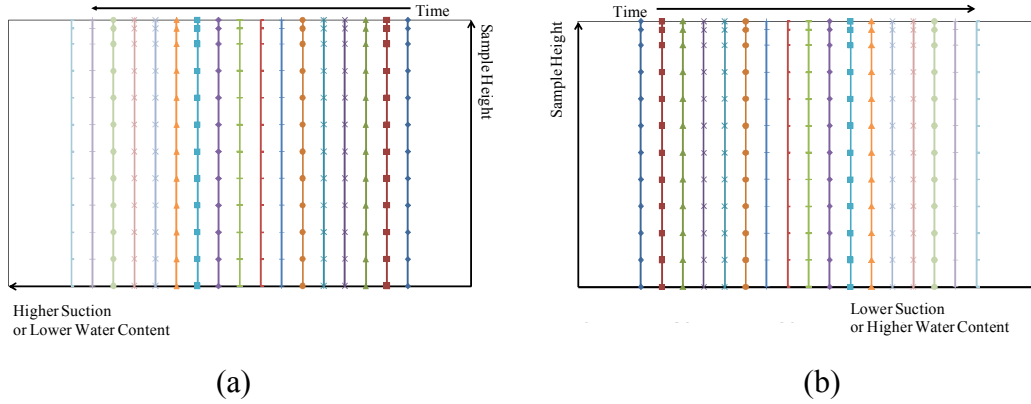 Time
Sample Height
Higher Suction
or Lower Water Content
(a)
Time
Sample Height
Lower Suction
or Higher Water Content
(b)